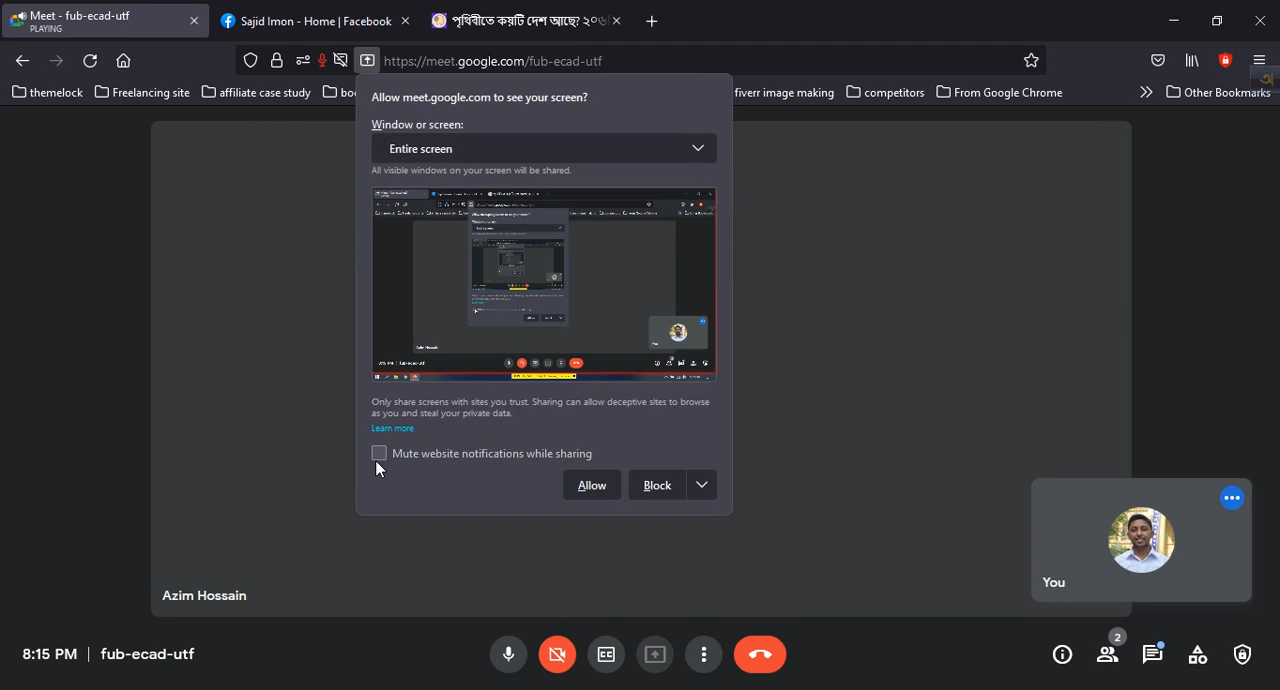 Meet - fub-ecad-utf
PLAYING
Sajid Imon - Home | Facebook
পৃথিবীতে কয়টি দেশ আছে? ২০
https://meet.google.com/fub-ecad-utf
themelock
Freelancing site
affiliate case study
fiverr image making
competitors
From Google Chrome
Other Bookmarks
Allow meet.google.com to see your screen?
Window or screen:
Entire screen
All visible windows on your screen will be shared.
Only share screens with sites you trust. Sharing can allow deceptive sites to browse
as you and steal your private data.
Learn more
Mute website notifications while sharing
Allow
Block
You
Azim Hossain
8:15 PM | fub-ecad-utf
2